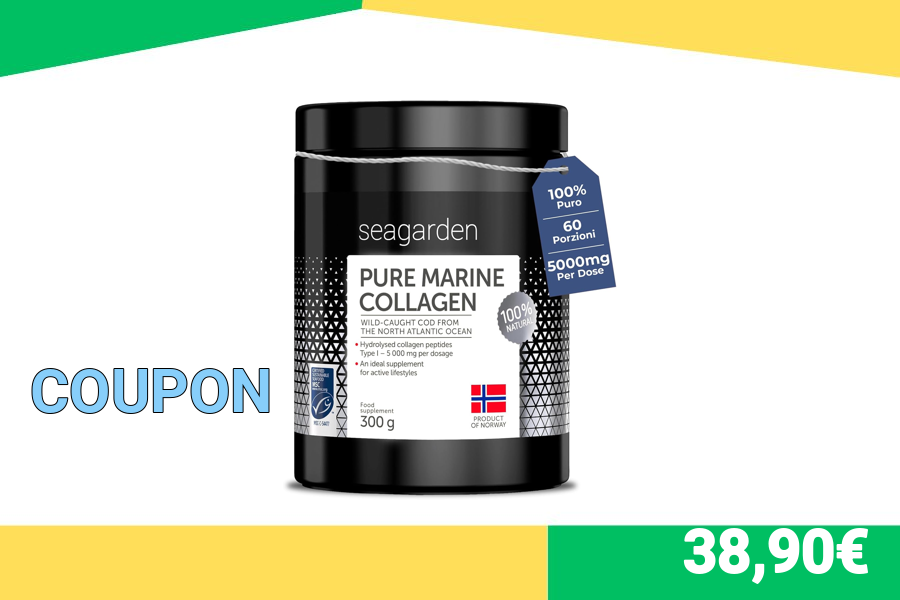 100%
Puro
60
Porzioni
5000mg
Per Dose
seagarden
PURE MARINE
COLLAGEN
WILD-CAUGHT COD FROM
THE NORTH ATLANTIC OCEAN
• Hydrolysed collagen peptides
Type I – 5 000 mg per dosage
• An ideal supplement
for active lifestyles
100%
NATURAL
COUPON
MSC
Food
supplement
300 g
PRODUCT
OF NORWAY
38,90€